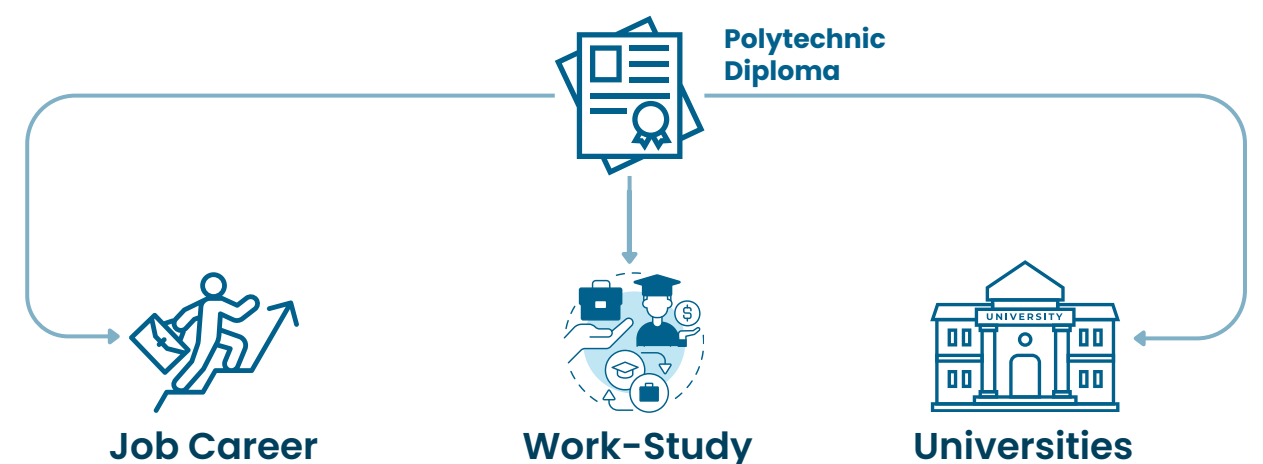 Polytechnic
Diploma
UNIVERSITY
$
Job Career
Work-Study
Universities